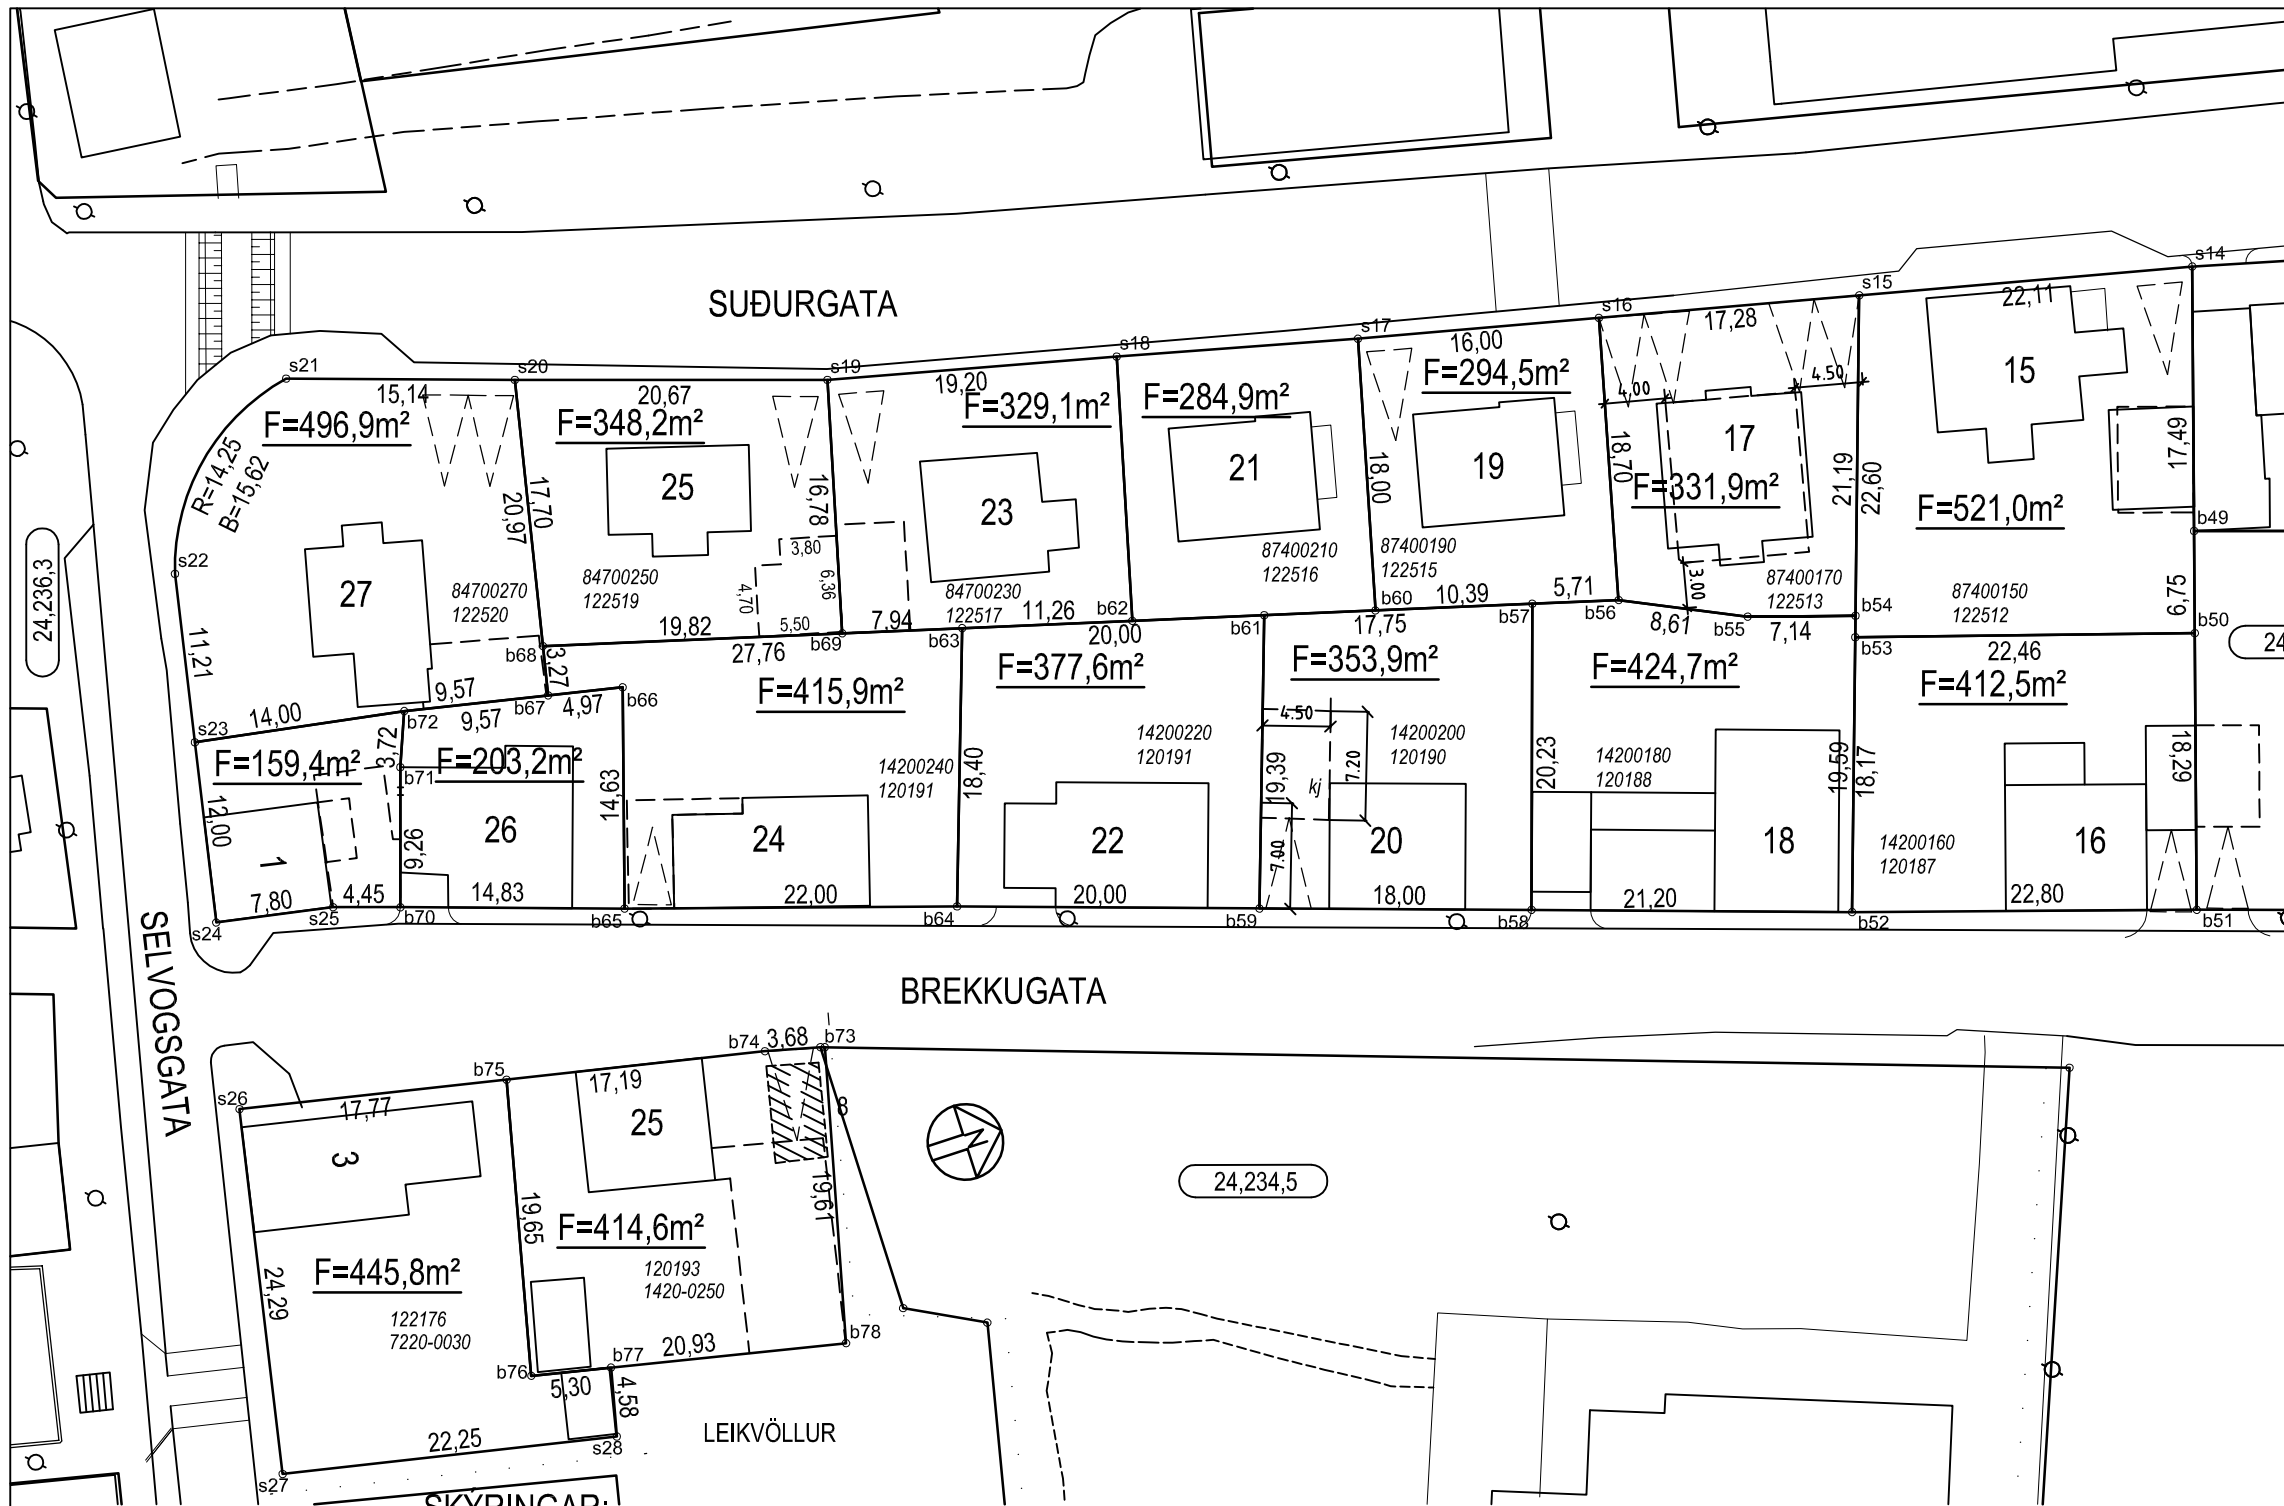 SUÐURGATA
s14
s15
s16
s17
s18
s19
s20
s21
22,11
17,28
16,00
19,20
20,67
15,14
F=496,9m²
F=348,2m²
F=329,1m²
F=284,9m²
F=294,5m²
4.00
4.50
R=14,25
B=15,62
17,70
20,97
25
16,78
23
21
18,00
19
18,70
17
F=331,9m²
21,19
22,60
15
F=521,0m²
17,49
b49
s22
27
84700270
122520
84700250
122519
3,80
6,36
4,70
5,50
84700230
122517
87400210
122516
87400190
122515
3.00
87400170
122513
87400150
122512
6,75
24,236,3
11,21
b68
3,27
19,82
27,76
b69
7,94
b63
11,26
b62
20,00
b61
b60
17,75
10,39
b57
5,71
b56
8,61
b55
7,14
b54
b53
22,46
b50
24
F=377,6m²
F=353,9m²
F=424,7m²
F=412,5m²
F=415,9m²
s23
14,00
b72
9,57
9,57
b67
4,97
b66
F=159,4m²
3,72
b71
F=203,2m²
14,63
14200240
120191
18,40
14200220
120191
4.50
7.20
kj
19,39
7.00
14200200
120190
20,23
14200180
120188
19,59
18,17
14200160
120187
18,29
12,00
1
9,26
26
24
22
20
18
16
7,80
4,45
14,83
22,00
20,00
18,00
21,20
22,80
s24
s25
b70
b65
b64
b59
b58
b52
b51
SELVOGSGATA
BREKKUGATA
b75
b74
3,68
b73
s26
17,77
17,19
25
8
3
19,65
19,61
24,234,5
F=414,6m²
F=445,8m²
120193
1420-0250
24,29
122176
7220-0030
b76
b77
20,93
b78
5,30
4,58
22,25
s28
s27
LEIKVÖLLUR
SKÝRINGAR: